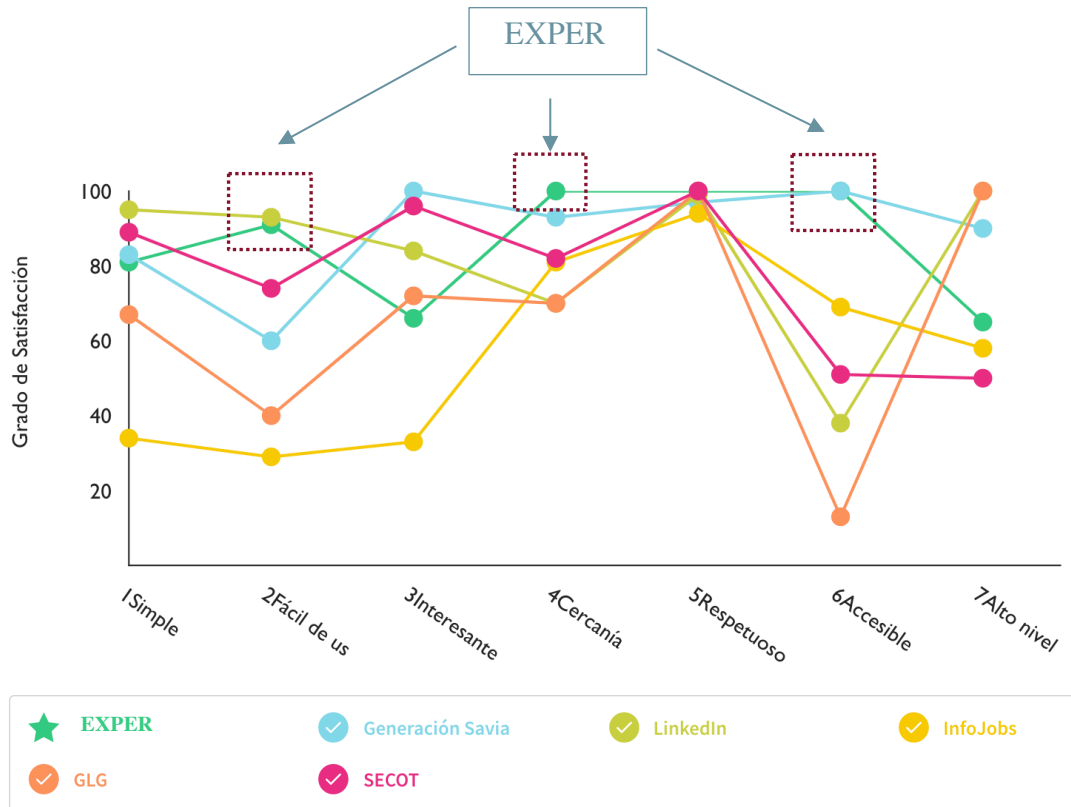 EXPER
Grado de Satisfacción
100
80
60
40
20
1Simple
2Fácil de us
3Interesante
4Cercanía
5Respetuoso
6Accesible
7Alto nivel
EXPER
Generación Savia
LinkedIn
InfoJobs
GLG
SECOT